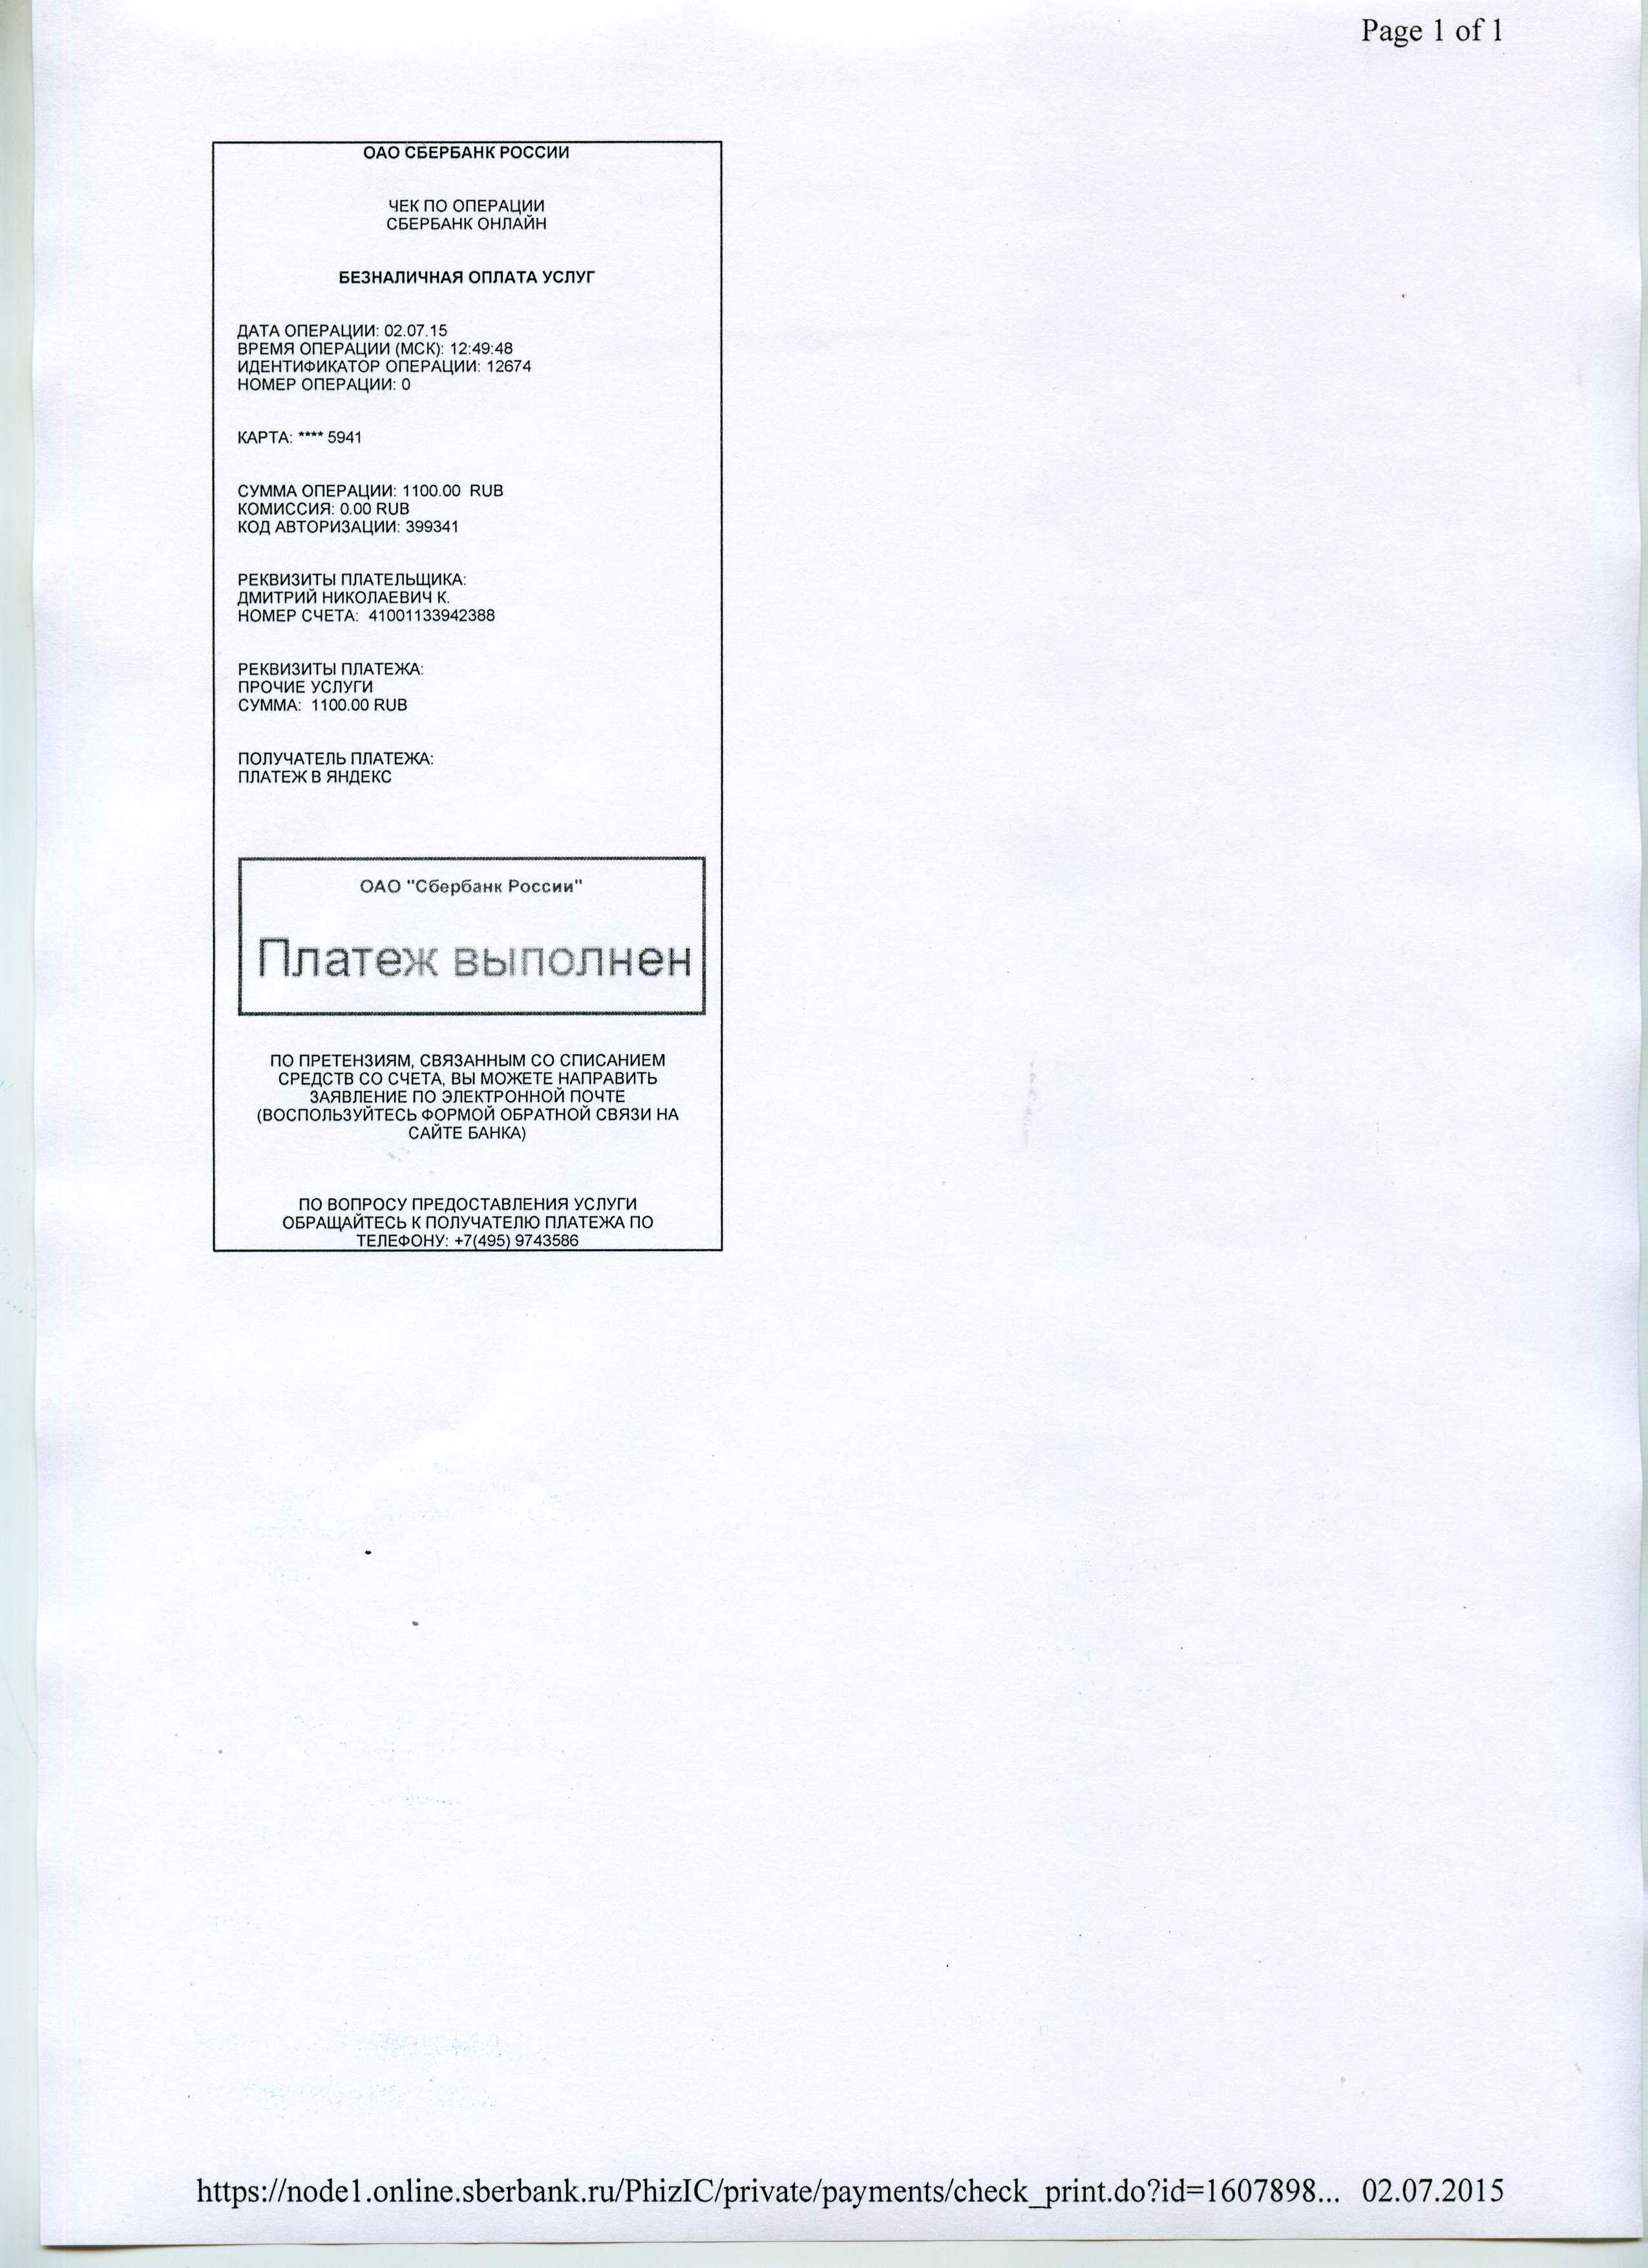 Page 1 of 1
ОАО СБЕРБАНК РОССИИ
ЧЕК ПО ОПЕРАЦИИ
СБЕРБАНК ОНЛАЙН
БЕЗНАЛИЧНАЯ ОПЛАТА УСЛУГ
ДАТА ОПЕРАЦИИ: 02.07.15
ВРЕМЯ ОПЕРАЦИИ (МСК): 12:49:48
ИДЕНТИФИКАТОР ОПЕРАЦИИ: 12674
НОМЕР ОПЕРАЦИИ: 0
КАРТА: **** 5941
СУММА ОПЕРАЦИИ: 1100.00 RUB
КОМИССИЯ: 0.00 RUB
КОД АВТОРИЗАЦИИ: 399341
РЕКВИЗИТЫ ПЛАТЕЛЬЩИКА:
ДМИТРИЙ НИКОЛАЕВИЧ К.
НОМЕР СЧЕТА: 41001133942388
РЕКВИЗИТЫ ПЛАТЕЖА:
ПРОЧИЕ УСЛУГИ
СУММА: 1100.00 RUB
ПОЛУЧАТЕЛЬ ПЛАТЕЖА:
ПЛАТЕЖ В ЯНДЕКС
ОАО "Сбербанк России"
Платеж выполнен
ПО ПРЕТЕНЗИЯМ, СВЯЗАННЫМ СО СПИСАНИЕМ
СРЕДСТВ СО СЧЕТА, ВЫ МОЖЕТЕ НАПРАВИТЬ
ЗАЯВЛЕНИЕ ПО ЭЛЕКТРОННОЙ ПОЧТЕ
(ВОСПОЛЬЗУЙТЕСЬ ФОРМОЙ ОБРАТНОЙ СВЯЗИ НА
САЙТЕ БАНКА)
ПО ВОПРОСУ ПРЕДОСТАВЛЕНИЯ УСЛУГИ
ОБРАЩАЙТЕСЬ К ПОЛУЧАТЕЛЮ ПЛАТЕЖА ПО
ТЕЛЕФОНУ: +7(495) 9743586
https://node1.online.sberbank.ru/PhizIC/private/payments/check_print.do?id=1607898... 02.07.2015